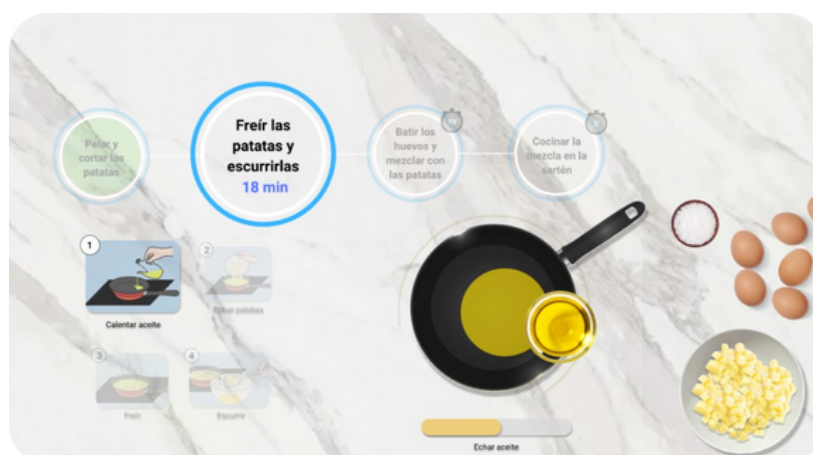 Pelar y
cortar las
patatas
Freír las
patatas y
escurrirlas
18 min
Batir los
huevos y
mezclar con
las patatas
Cocinar la
mezcla en la
sartén
1
Calentar aceite
2
Echar patatas
3
Freír
4
Escurrir
Echar aceite